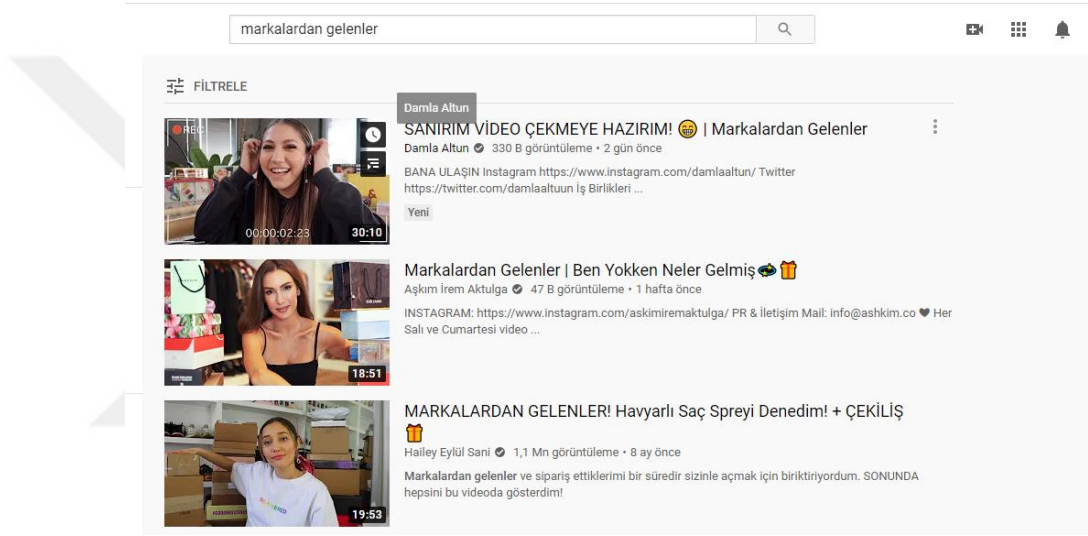 markalardan gelenler
FİLTRELE
Damla Altun
SANIRIM VİDEO ÇEKMEYE HAZIRIM! 😁 | Markalardan Gelenler
Damla Altun 330 B görüntüleme • 2 gün önce
BANA ULAŞIN Instagram https://www.instagram.com/damlaaltun/ Twitter
https://twitter.com/damlaaltuun İş Birlikleri ...
Yeni
REC
00:00:02:23
30:10
Markalardan Gelenler | Ben Yokken Neler Gelmiş💫🎁
Aşkım İrem Aktulga 47 B görüntüleme • 1 hafta önce
INSTAGRAM: https://www.instagram.com/askimiremaktulga/ PR & İletişim Mail: info@ashkim.co ♥ Her
Salı ve Cumartesi video ...
18:51
MARKALARDAN GELENLER! Havyarlı Saç Spreyi Denedim! + ÇEKİLİŞ
🎁
Hailey Eylül Sani 1,1 Mn görüntüleme • 8 ay önce
Markalardan gelenler ve sipariş ettiklerimi bir süredir sizinle açmak için biriktiriyordum. SONUNDA
hepsini bu videoda gösterdim!
19:53